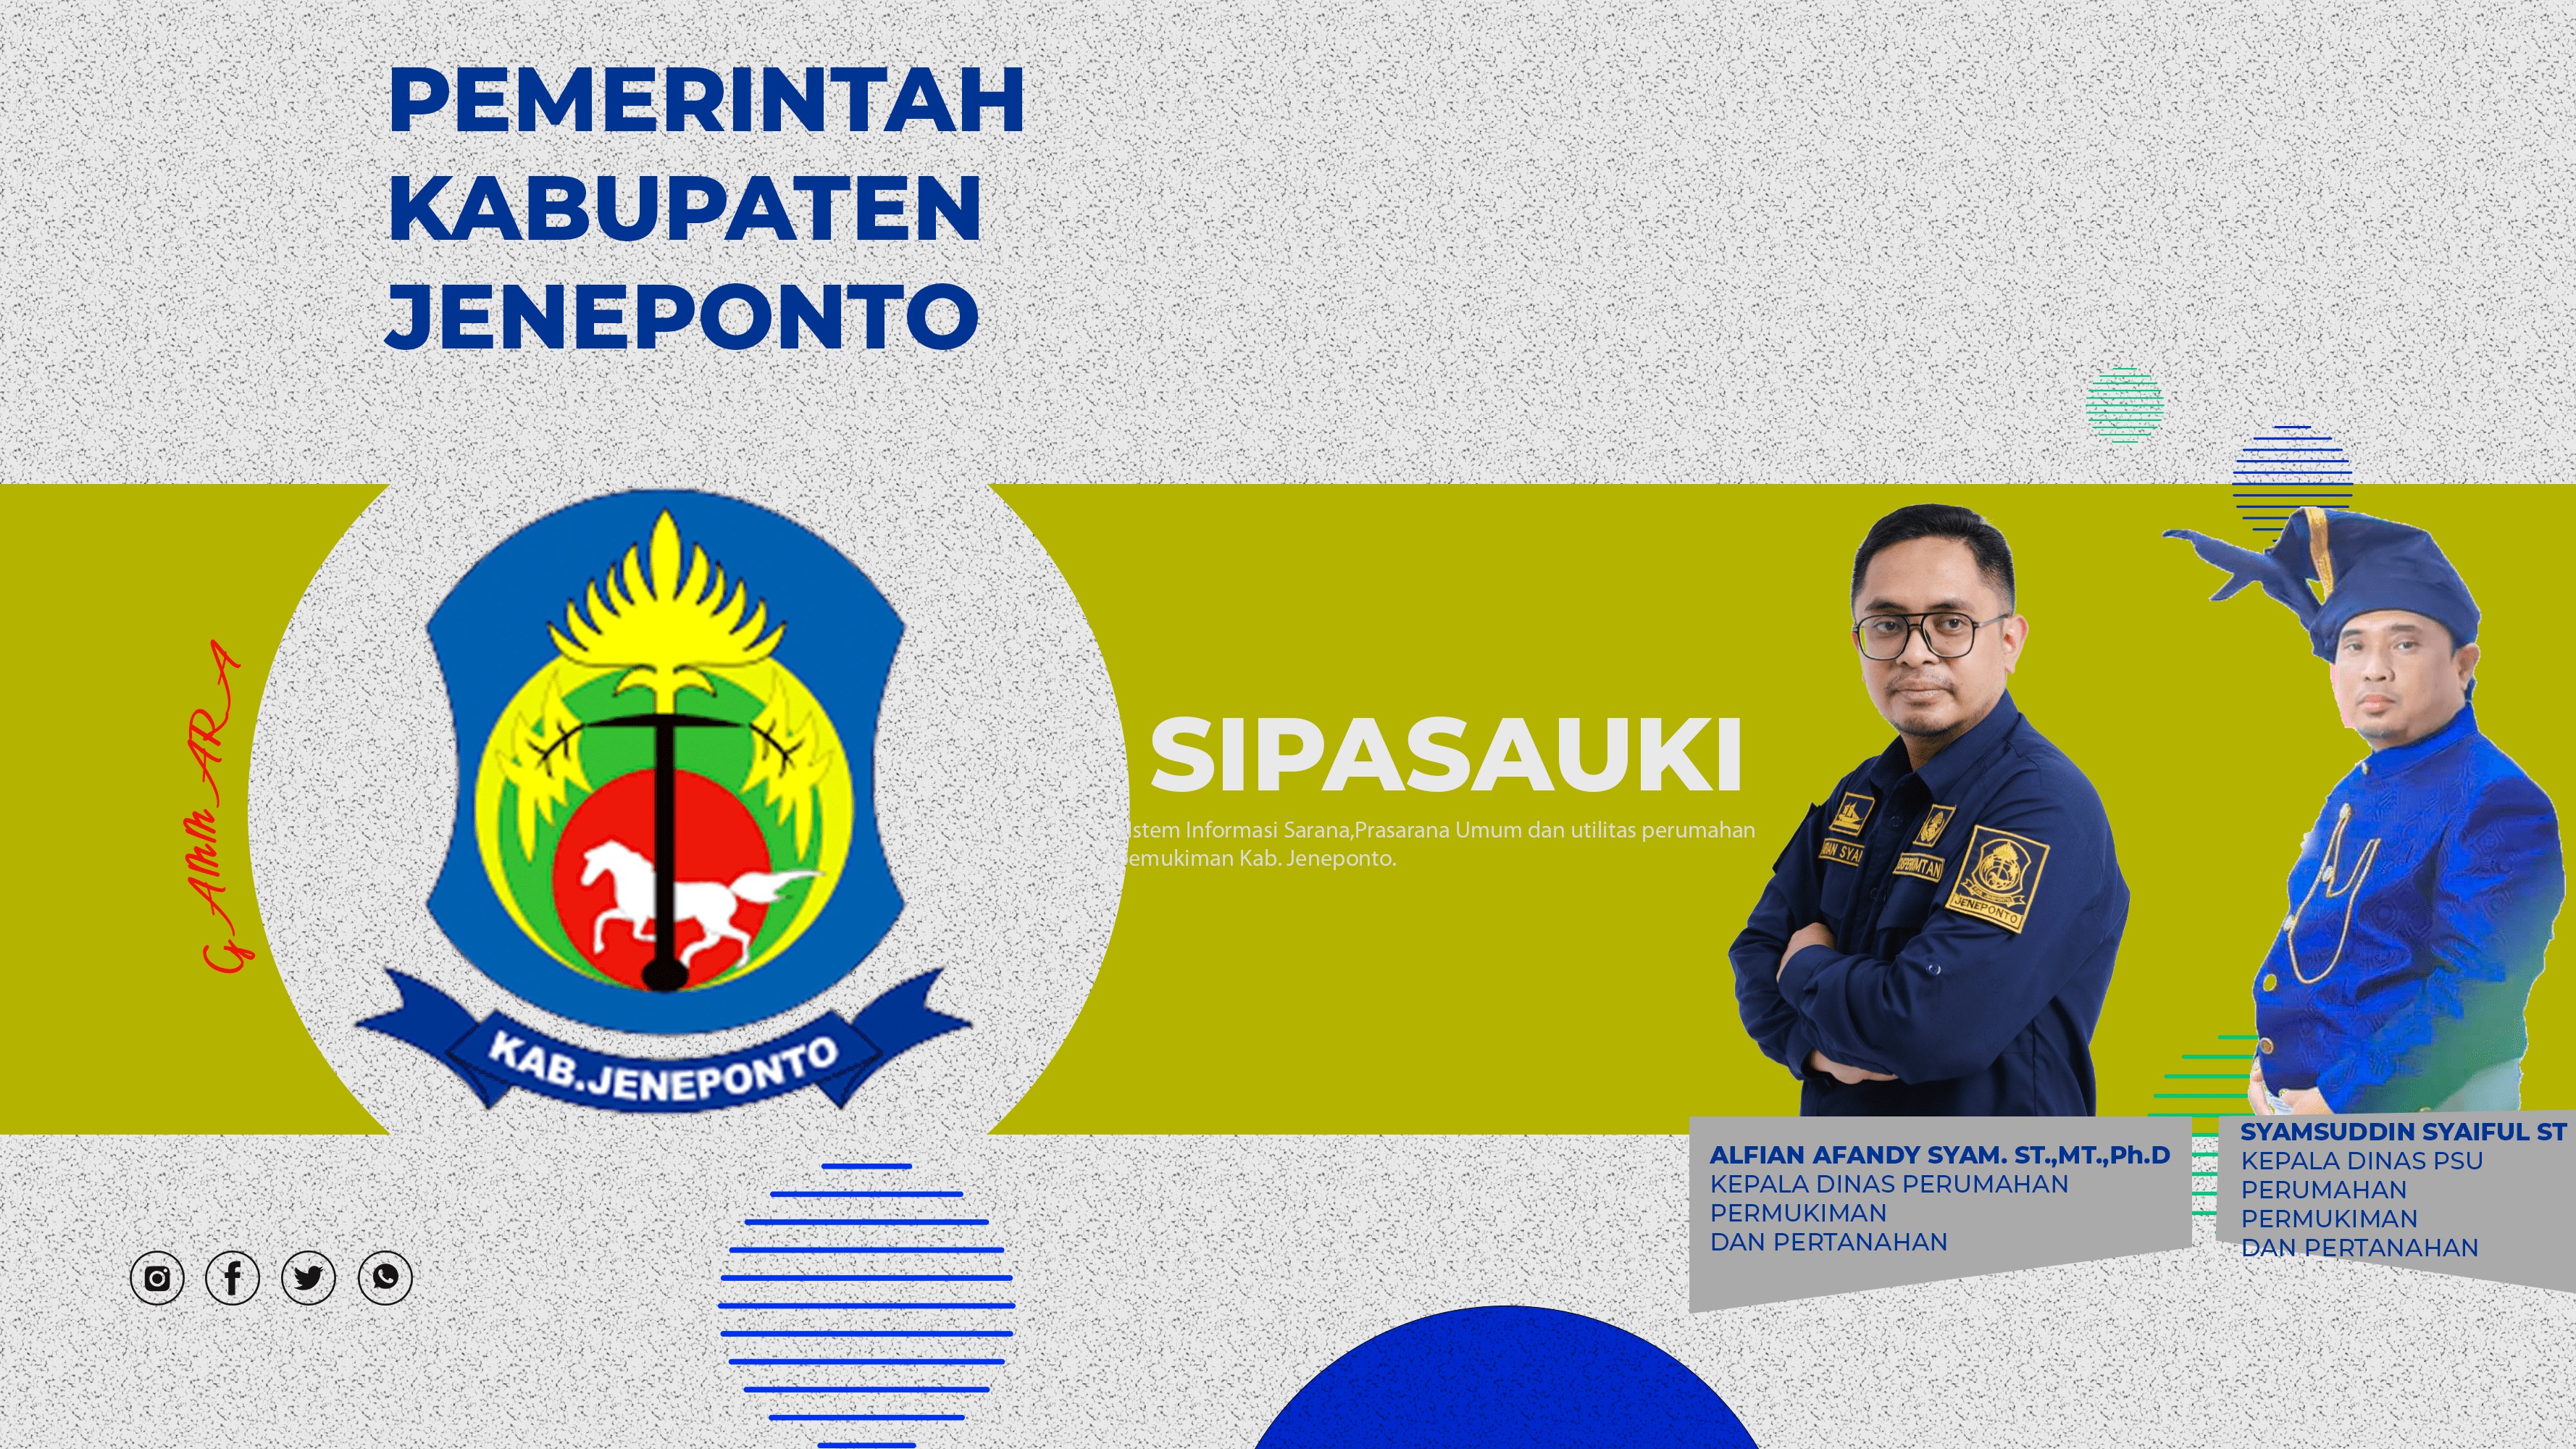 PEMERINTAH
KABUPATEN
JENEPONTO
KAB.JENEPONTO
SIPASAUKI
istem Informasi Sarana,Prasarana Umum dan utilitas perumahan
pemukiman Kab. Jeneponto.
JENEPONTO
ALFIAN AFANDY SYAM. ST.,MT.,Ph.D
KEPALA DINAS PERUMAHAN
PERMUKIMAN
DAN PERTANAHAN
SYAMSUDDIN SYAIFUL ST
KEPALA DINAS PSU
PERUMAHAN
PERMUKIMAN
DAN PERTANAHAN